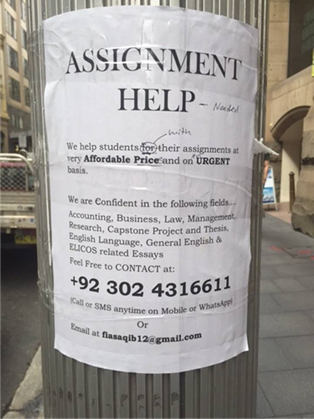 ASSIGNMENT
HELP - Needed
with
We help students for their assignments at
very Affordable Price and on URGENT
basis.
We are Confident in the following fields...
Accounting, Business, Law, Management,
Research, Capstone Project and Thesis,
English Language, General English &
ELICOS related Essays
Feel Free to CONTACT at:
+92 302 4316611
(Call or SMS anytime on Mobile or WhatsApp)
Or
Email at fiasaqib12@gmail.com